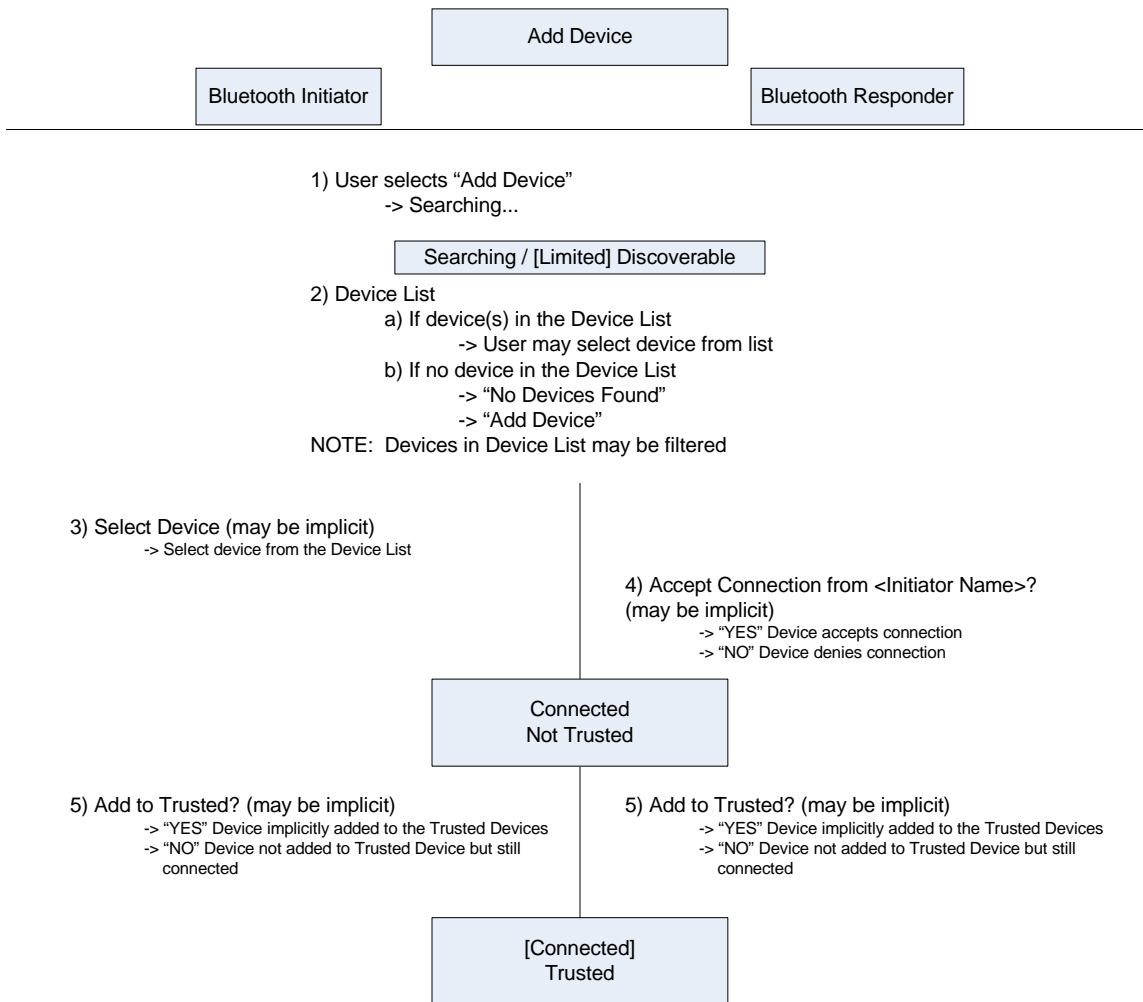 Add Device
Bluetooth Initiator
Bluetooth Responder
1) User selects “Add Device”
-> Searching...
Searching / [Limited] Discoverable
2) Device List
a) If device(s) in the Device List
-> User may select device from list
b) If no device in the Device List
-> “No Devices Found”
-> “Add Device”
NOTE:  Devices in Device List may be filtered
3) Select Device (may be implicit)
-> Select device from the Device List
4) Accept Connection from <Initiator Name>?
(may be implicit)
-> “YES” Device accepts connection
-> “NO” Device denies connection
Connected
Not Trusted
5) Add to Trusted? (may be implicit)
-> “YES” Device implicitly added to the Trusted Devices
-> “NO” Device not added to Trusted Device but still
connected
5) Add to Trusted? (may be implicit)
-> “YES” Device implicitly added to the Trusted Devices
-> “NO” Device not added to Trusted Device but still
connected
[Connected]
Trusted